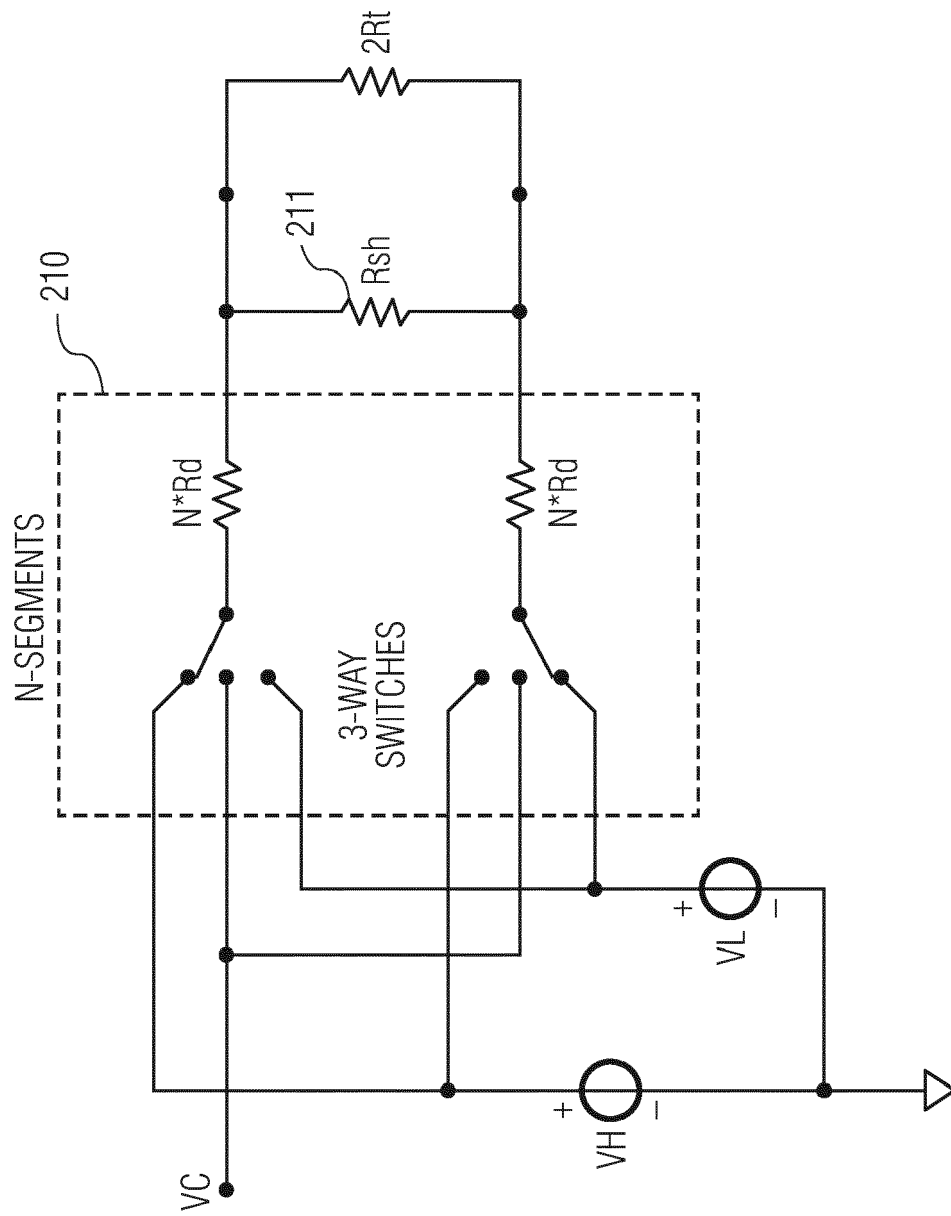 N-SEGMENTS
210
N*Rd
211
Rsh
2Rt
3-WAY
SWITCHES
N*Rd
VC
+
VH
−
+
VL
−